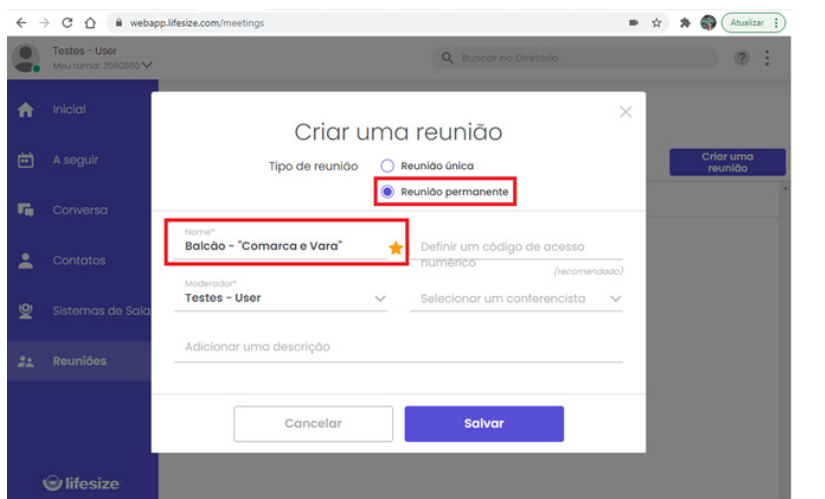 webapp.lifesize.com/meetings
Atualizar
Testes - User
Meu ramal: 3580860
Buscar no Diretório
?
Inicial
A seguir
Conversa
Contatos
Sistemas de Sala
Reuniões
lifesize
Criar uma
reunião
Criar uma reunião
Tipo de reunião
Reunião única
Reunião permanente
Nome*
Balcão - "Comarca e Vara"
Definir um código de acesso
numérico
(recomendado)
Moderador*
Testes - User
Selecionar um conferencista
Adicionar uma descrição
Cancelar
Salvar